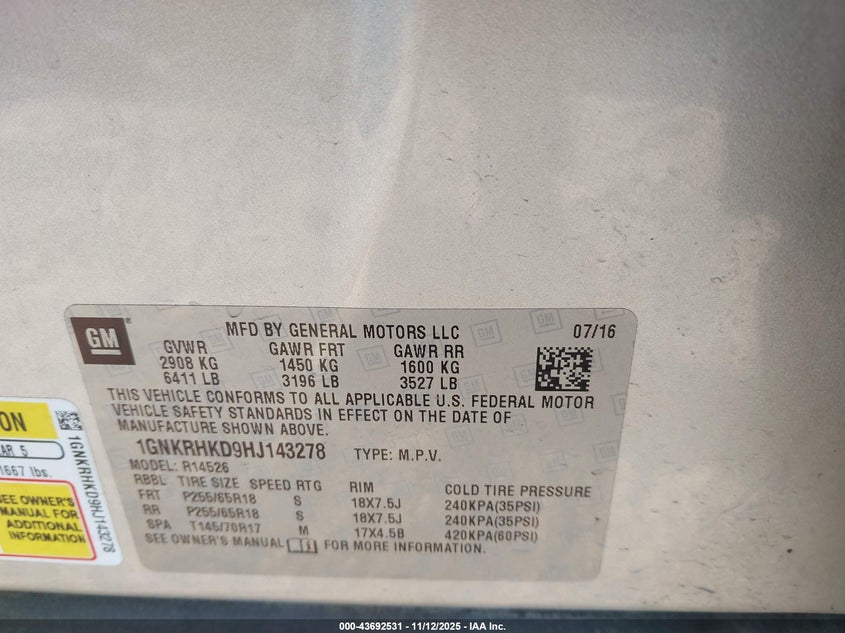 GM
MFD BY GENERAL MOTORS LLC 07/16
GVWR GAWR FRT GAWR RR
2908 KG 1450 KG 1600 KG
6411 LB 3196 LB 3527 LB
THIS VEHICLE CONFORMS TO ALL APPLICABLE U.S. FEDERAL MOTOR
VEHICLE SAFETY STANDARDS IN EFFECT ON THE DATE OF
MANUFACTURE SHOWN ABOVE.
1GNKRHKD9HJ143278 TYPE: M.P.V.
MODEL: R14526
RBBL TIRE SIZE SPEED RTG RIM COLD TIRE PRESSURE
FRT P255/65R18 S 18X7.5J 240KPA(35PSI)
RR P255/65R18 S 18X7.5J 240KPA(35PSI)
SPA T145/70R17 M 17X4.5B 420KPA(60PSI)
SEE OWNER'S MANUAL FOR MORE INFORMATION.
ON
AR 5
1667 lbs.
SEE OWNER'S
MANUAL FOR
ADDITIONAL
INFORMATION
1GNKRHKD9HJ143278
000-43692531 - 11/12/2025 - IAA Inc.